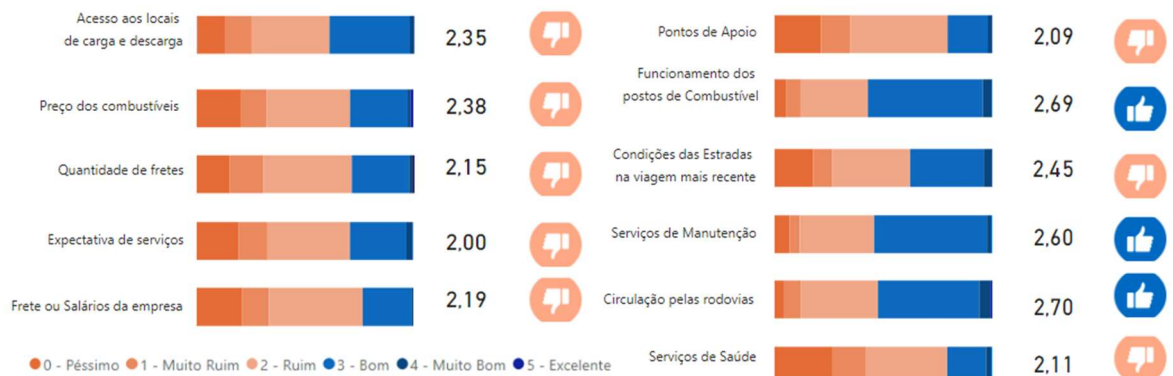 Acesso aos locais
de carga e descarga
2,35
Preço dos combustíveis
2,38
Quantidade de fretes
2,15
Expectativa de serviços
2,00
Frete ou Salários da empresa
2,19
0 - Péssimo 1 - Muito Ruim 2 - Ruim 3 - Bom 4 - Muito Bom 5 - Excelente
Pontos de Apoio
2,09
Funcionamento dos
postos de Combustível
2,69
Condições das Estradas
na viagem mais recente
2,45
Serviços de Manutenção
2,60
Circulação pelas rodovias
2,70
Serviços de Saúde
2,11